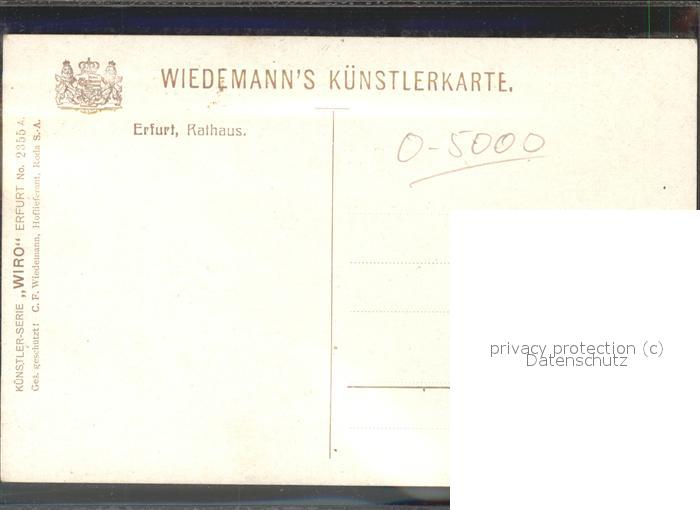 WIEDEMANN'S KÜNSTLERKARTE.
Erfurt, Rathaus.
O-5000
KÜNSTLER-SERIE „WIRO" ERFURT No. 2355 A.
Ges. geschützt! C. F. Wiedemann, Hoflieferant, Roda S.-A.
privacy protection (c)
Datenschutz